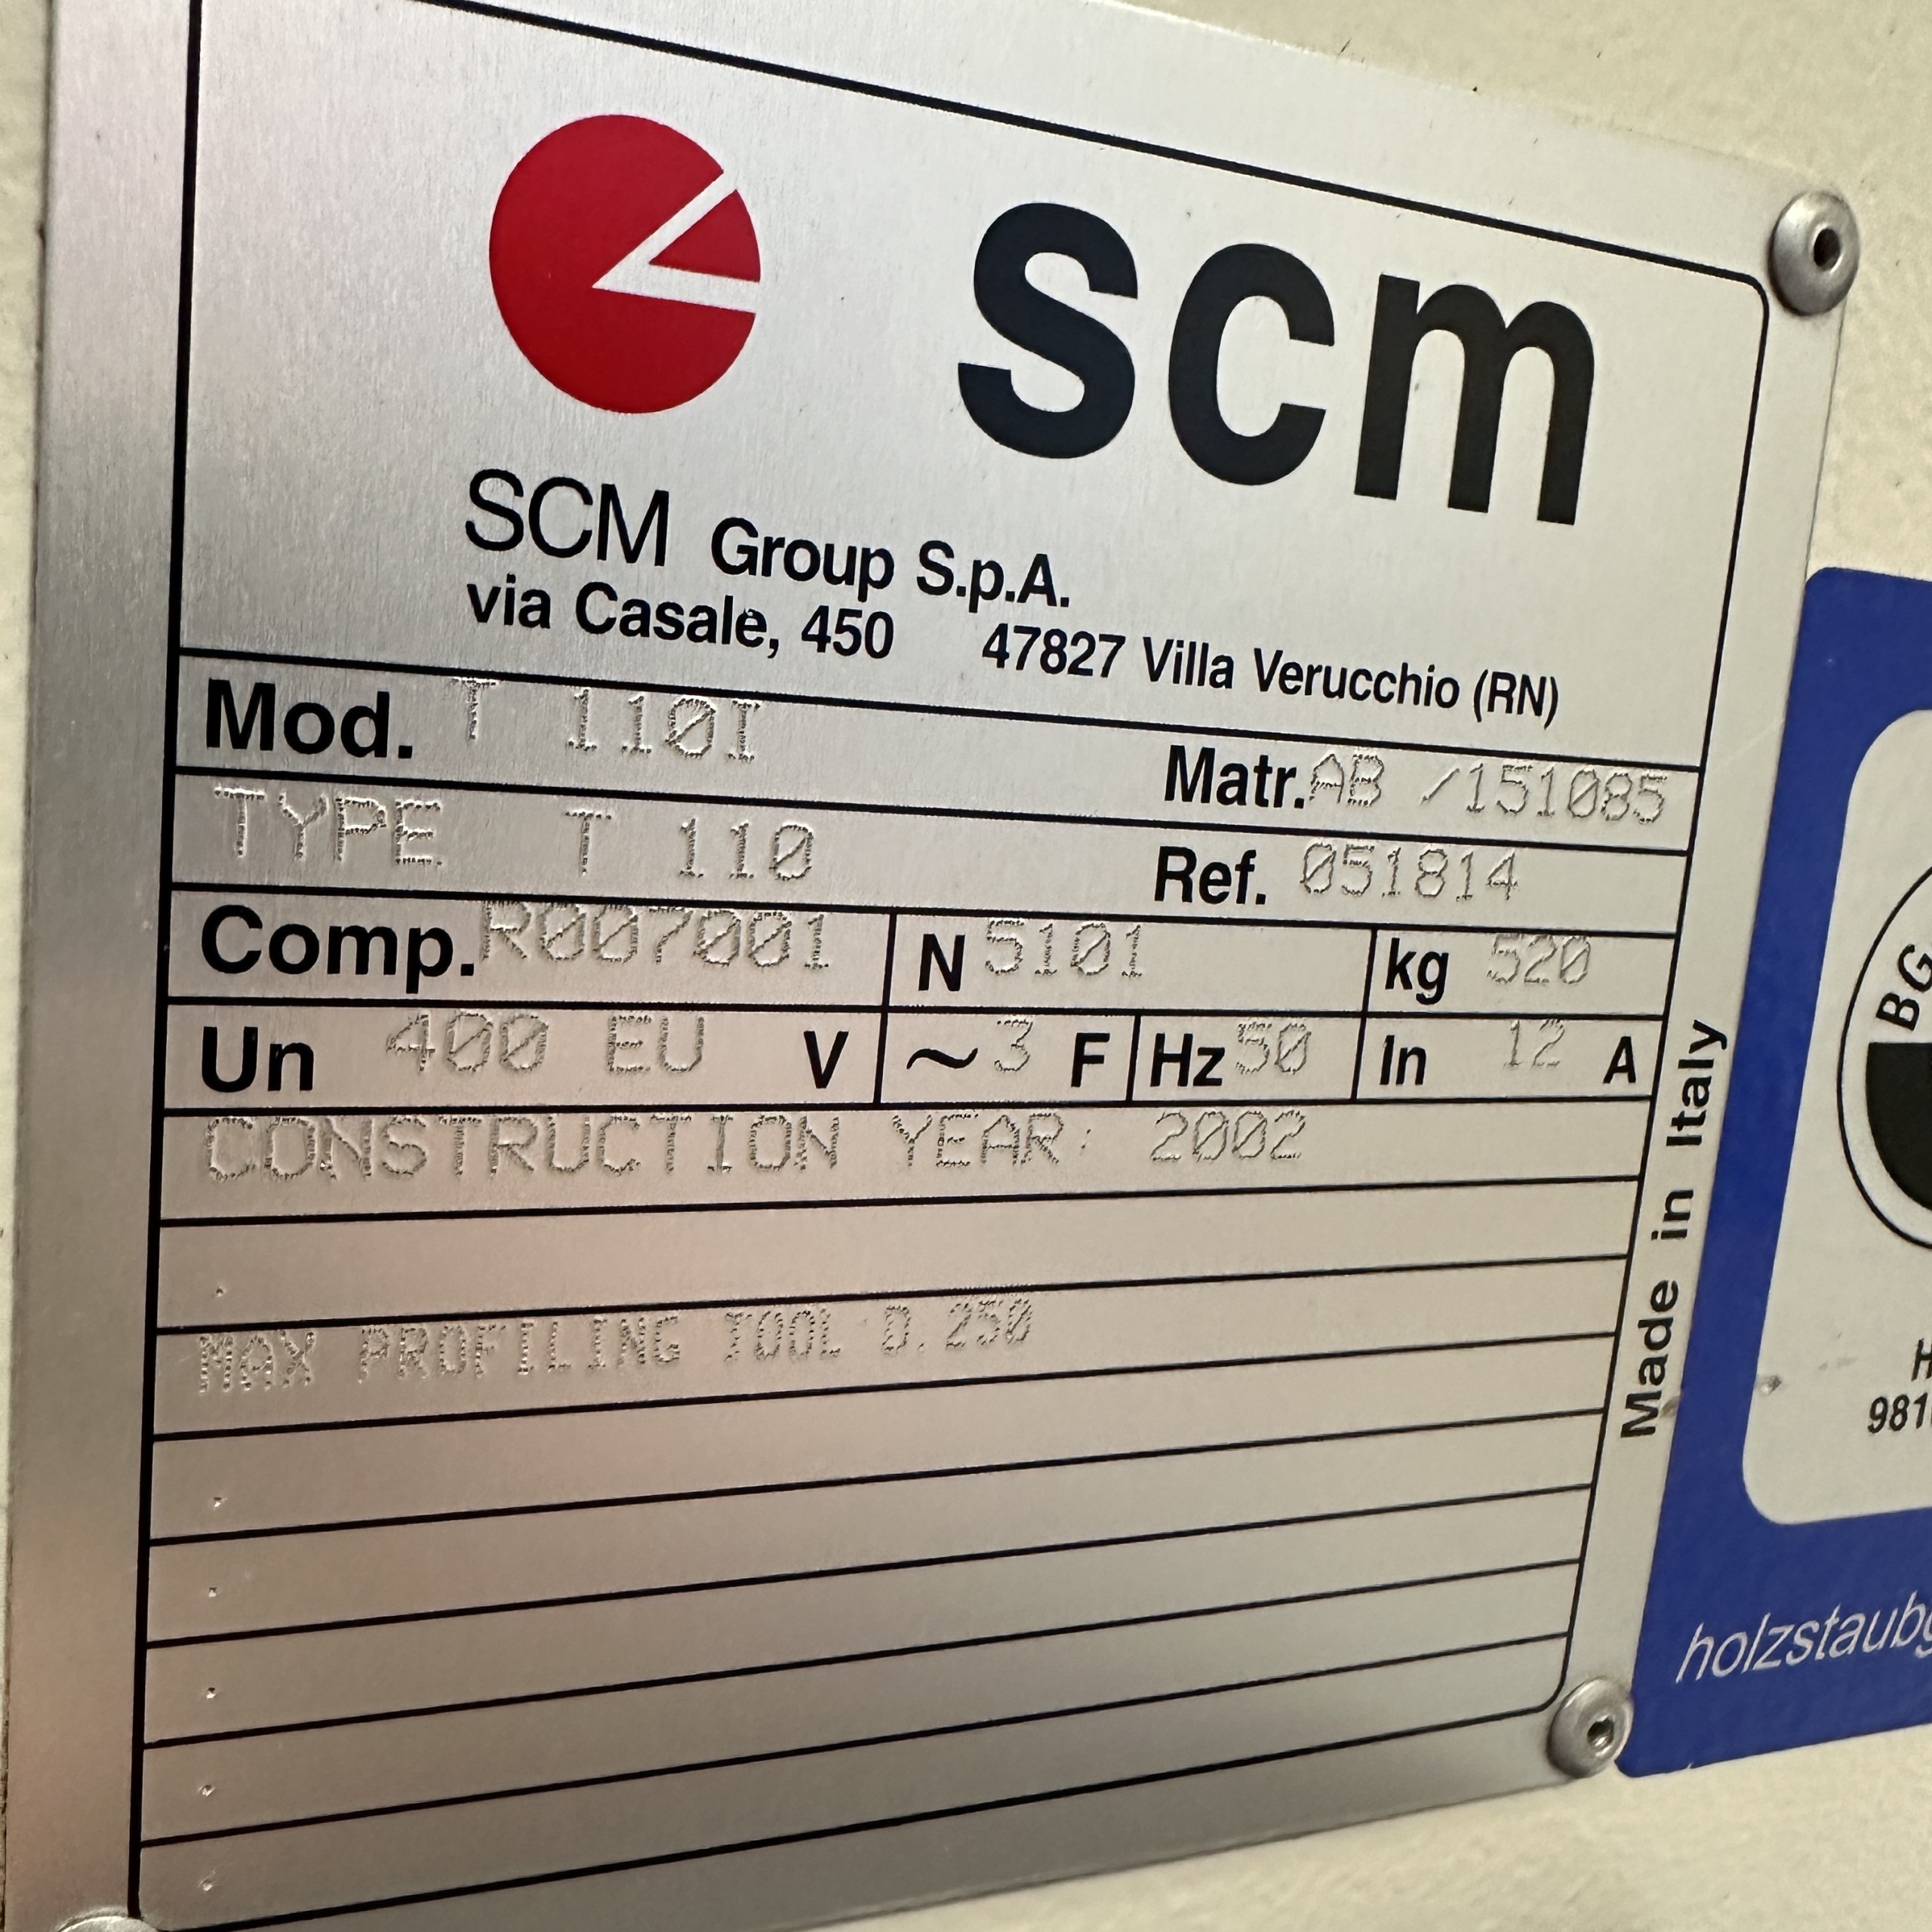 scm
SCM Group S.p.A.
via Casale, 450 47827 Villa Verucchio (RN)
Mod. T 110I Matr. AB /151085
TYPE T 110 Ref. 051814
Comp. R007001 N 5101 kg 520
Un 400 EU V ~ 3 F Hz 50 In 12 A
CONSTRUCTION YEAR: 2002
MAX PROFILING TOOL D.250
Made in Italy
BG